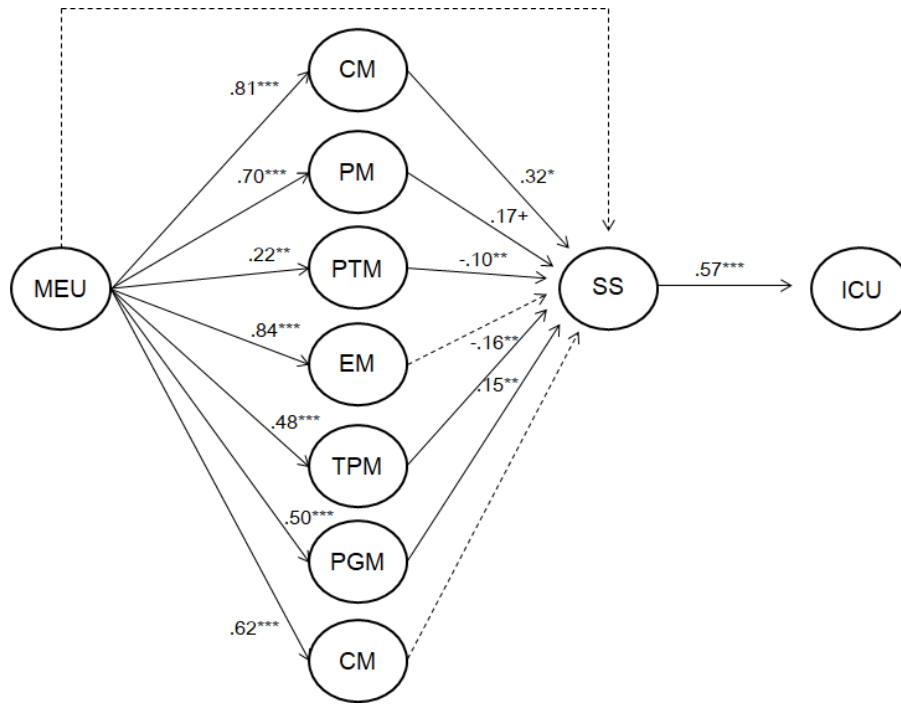 CM
.81***
.32*
PM
.70***
.17+
.22**
PTM
-.10**
MEU
SS
.57***
ICU
.84***
EM
-.16**
.15**
.48***
TPM
.50***
PGM
.62***
CM